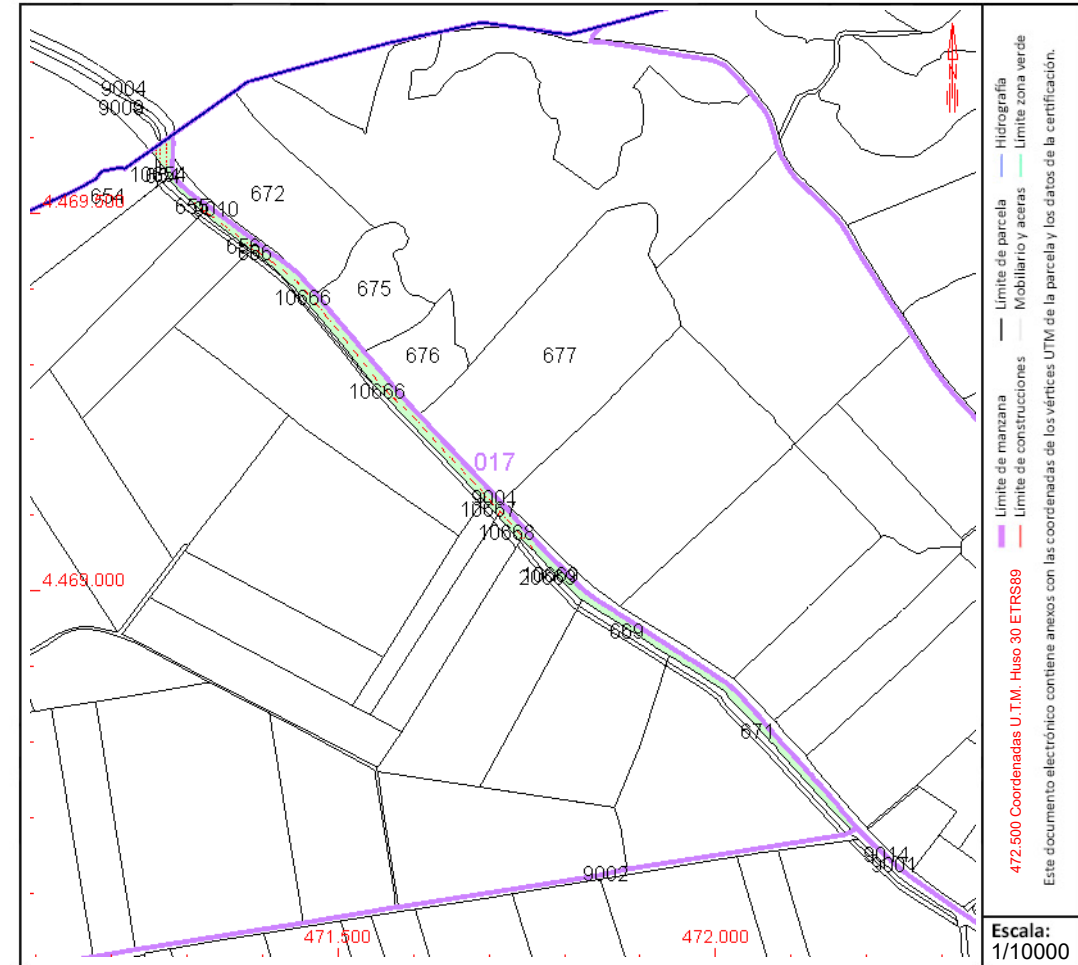 9004
9009
672
654
4.469.500
9010
675
10666
676
677
10666
017
9004
10667
10668
4.469.000
669
671
9014
9001
9002
471.500
472.000
N
Límite de manzana
Límite de parcela
Hidrografía
472.500 Coordenadas U.T.M. Huso 30 ETRS89
Límite de construcciones
Mobiliario y aceras
Límite zona verde
Este documento electrónico contiene anexos con las coordenadas de los vértices UTM de la parcela y los datos de la certificación.
Escala:
1/10000